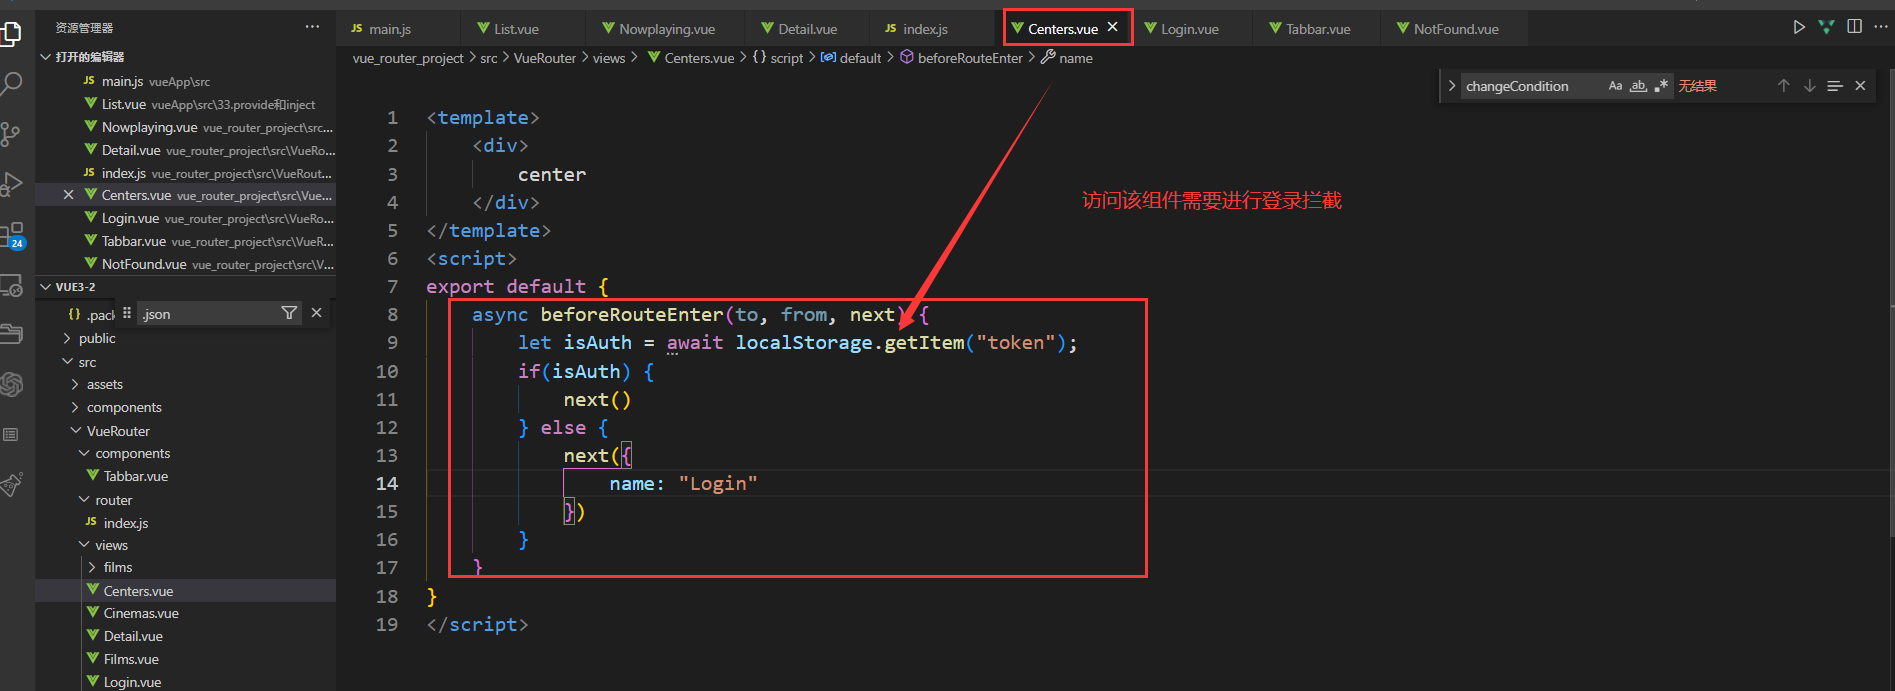 资源管理器 ···
打开的编辑器
JS main.js vueApp\src
List.vue vueApp\src\33.provide和inject
Nowplaying.vue vue_router_project\src...
Detail.vue vue_router_project\src\VueRo...
JS index.js vue_router_project\src\VueRout...
Centers.vue vue_router_project\src\Vue...
Login.vue vue_router_project\src\VueRo...
Tabbar.vue vue_router_project\src\VueR...
NotFound.vue vue_router_project\src\V...
24
VUE3-2
{} .pack
.json
public
src
assets
components
VueRouter
components
Tabbar.vue
router
JS index.js
views
films
Centers.vue
Cinemas.vue
Detail.vue
Films.vue
Login.vue
JS main.js List.vue Nowplaying.vue Detail.vue JS index.js Centers.vue Login.vue Tabbar.vue NotFound.vue
vue_router_project > src > VueRouter > views > Centers.vue > {} script > default > beforeRouteEnter > name
changeCondition Aa ab .* 无结果
1 <template>
2 <div>
3 center
4 </div>
5 </template>
6 <script>
7 export default {
8 async beforeRouteEnter(to, from, next) {
9 let isAuth = await localStorage.getItem("token");
10 if(isAuth) {
11 next()
12 } else {
13 next({
14 name: "Login"
15 })
16 }
17 }
18 }
19 </script>
访问该组件需要进行登录拦截